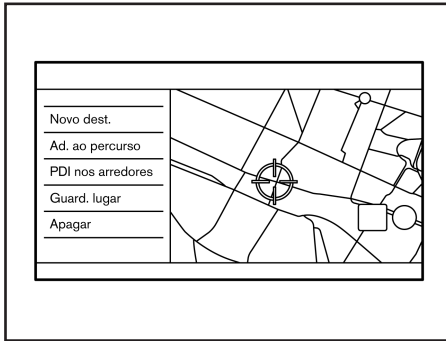 Novo dest.
Ad. ao percurso
PDI nos arredores
Guard. lugar
Apagar